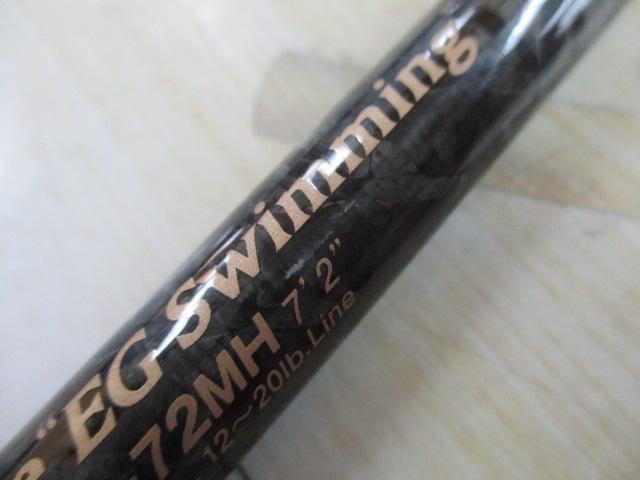 "EG Swimming
72MH 7'2"
12～20lb.Line